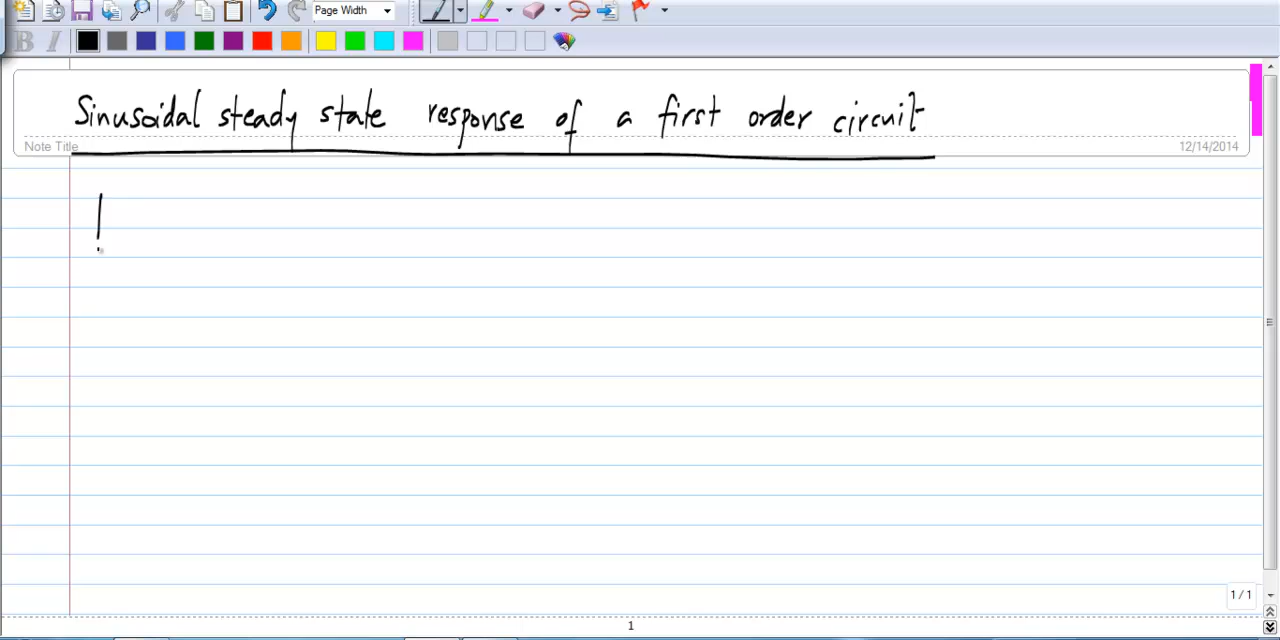 Page Width
B I
Sinusoidal steady state response of a first order circuit
Note Title
12/14/2014
1 / 1
1